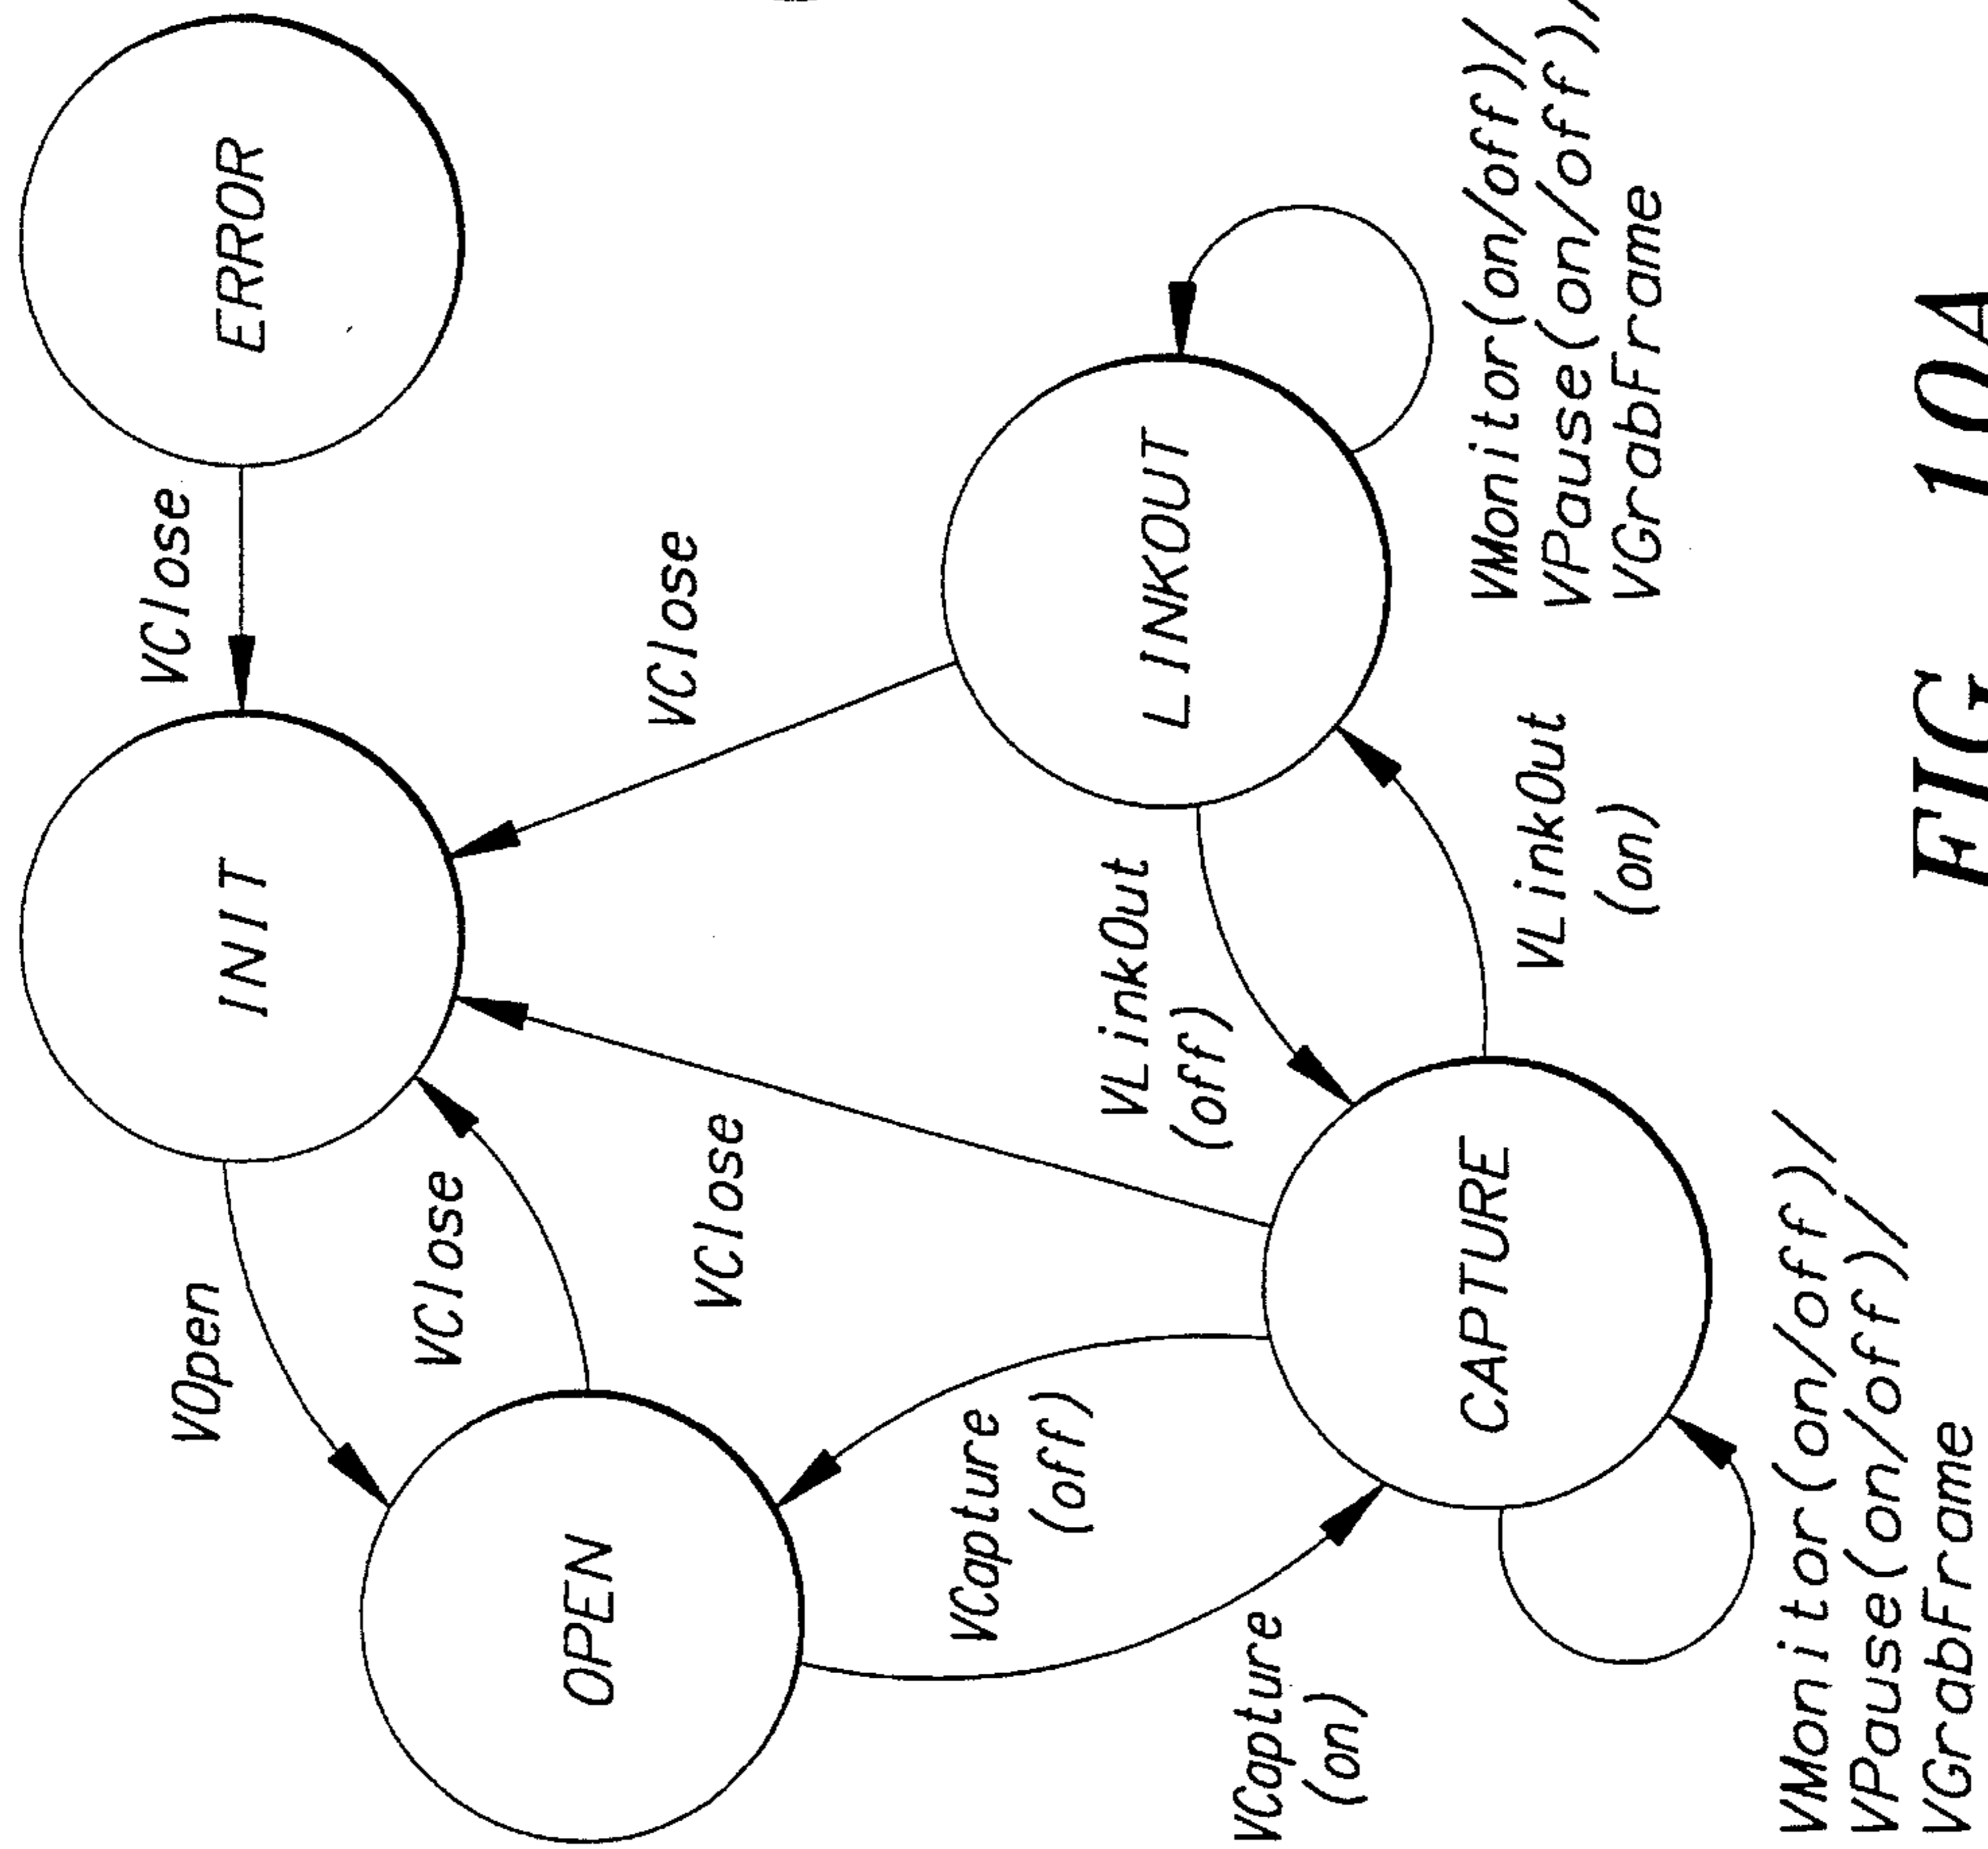 ERROR
VClose
INIT
VOpen
VClose
VClose
VClose
OPEN
LINKOUT
VCapture
(off)
VCapture
(on)
VLinkOut
(off)
VLinkOut
(on)
CAPTURE
VMonitor(on/off)/
VPause(on/off)/
VGrabFrame
VMonitor(on/off)/
VPause(on/off)/
VGrabFrame
FIG 10A